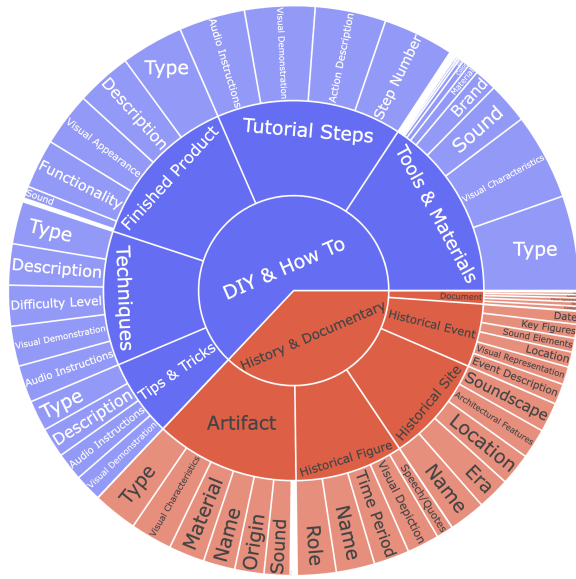 DIY & How To
History & Documentary
Tutorial Steps
Tools & Materials
Finished Product
Techniques
Tips & Tricks
Artifact
Historical Figure
Historical Site
Historical Event
Document
Step Number
Action Description
Visual Demonstration
Audio Instructions
Type
Description
Visual Appearance
Functionality
Sound
Type
Description
Difficulty Level
Visual Demonstration
Audio Instructions
Type
Description
Audio Instructions
Visual Demonstration
Type
Visual Characteristics
Material
Name
Origin
Sound
Role
Name
Time Period
Visual Depiction
Speech/Quotes
Name
Era
Location
Architectural Features
Soundscape
Event Description
Visual Representation
Location
Sound Elements
Key Figures
Date
Type
Visual Characteristics
Sound
Brand
Material